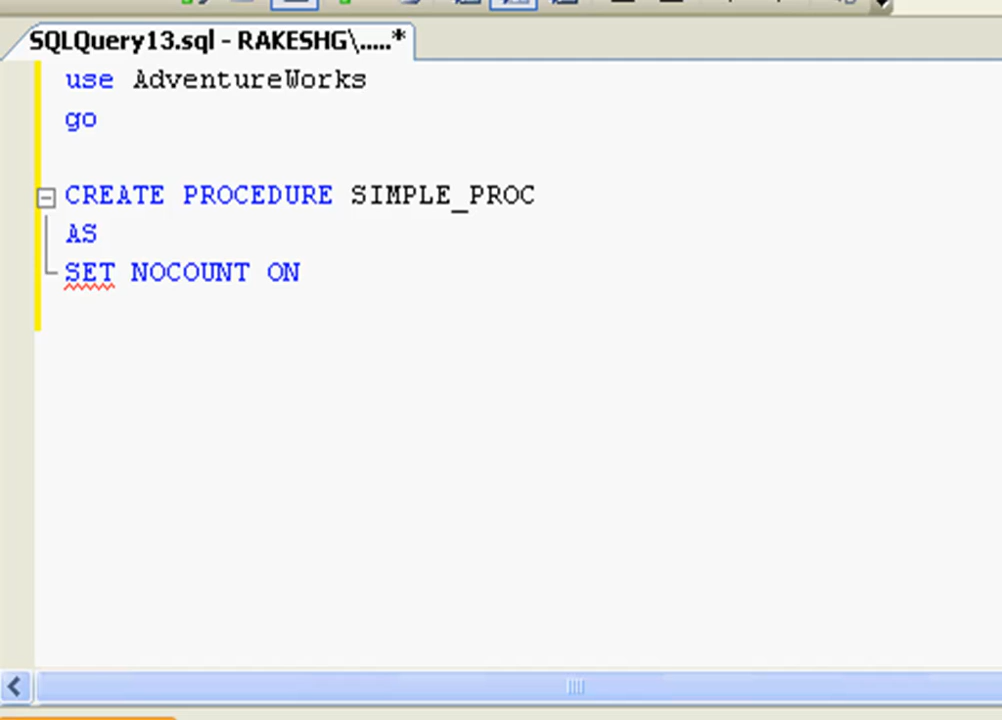 SQLQuery13.sql - RAKESHG\.....*
use AdventureWorks
go
CREATE PROCEDURE SIMPLE_PROC
AS
SET NOCOUNT ON